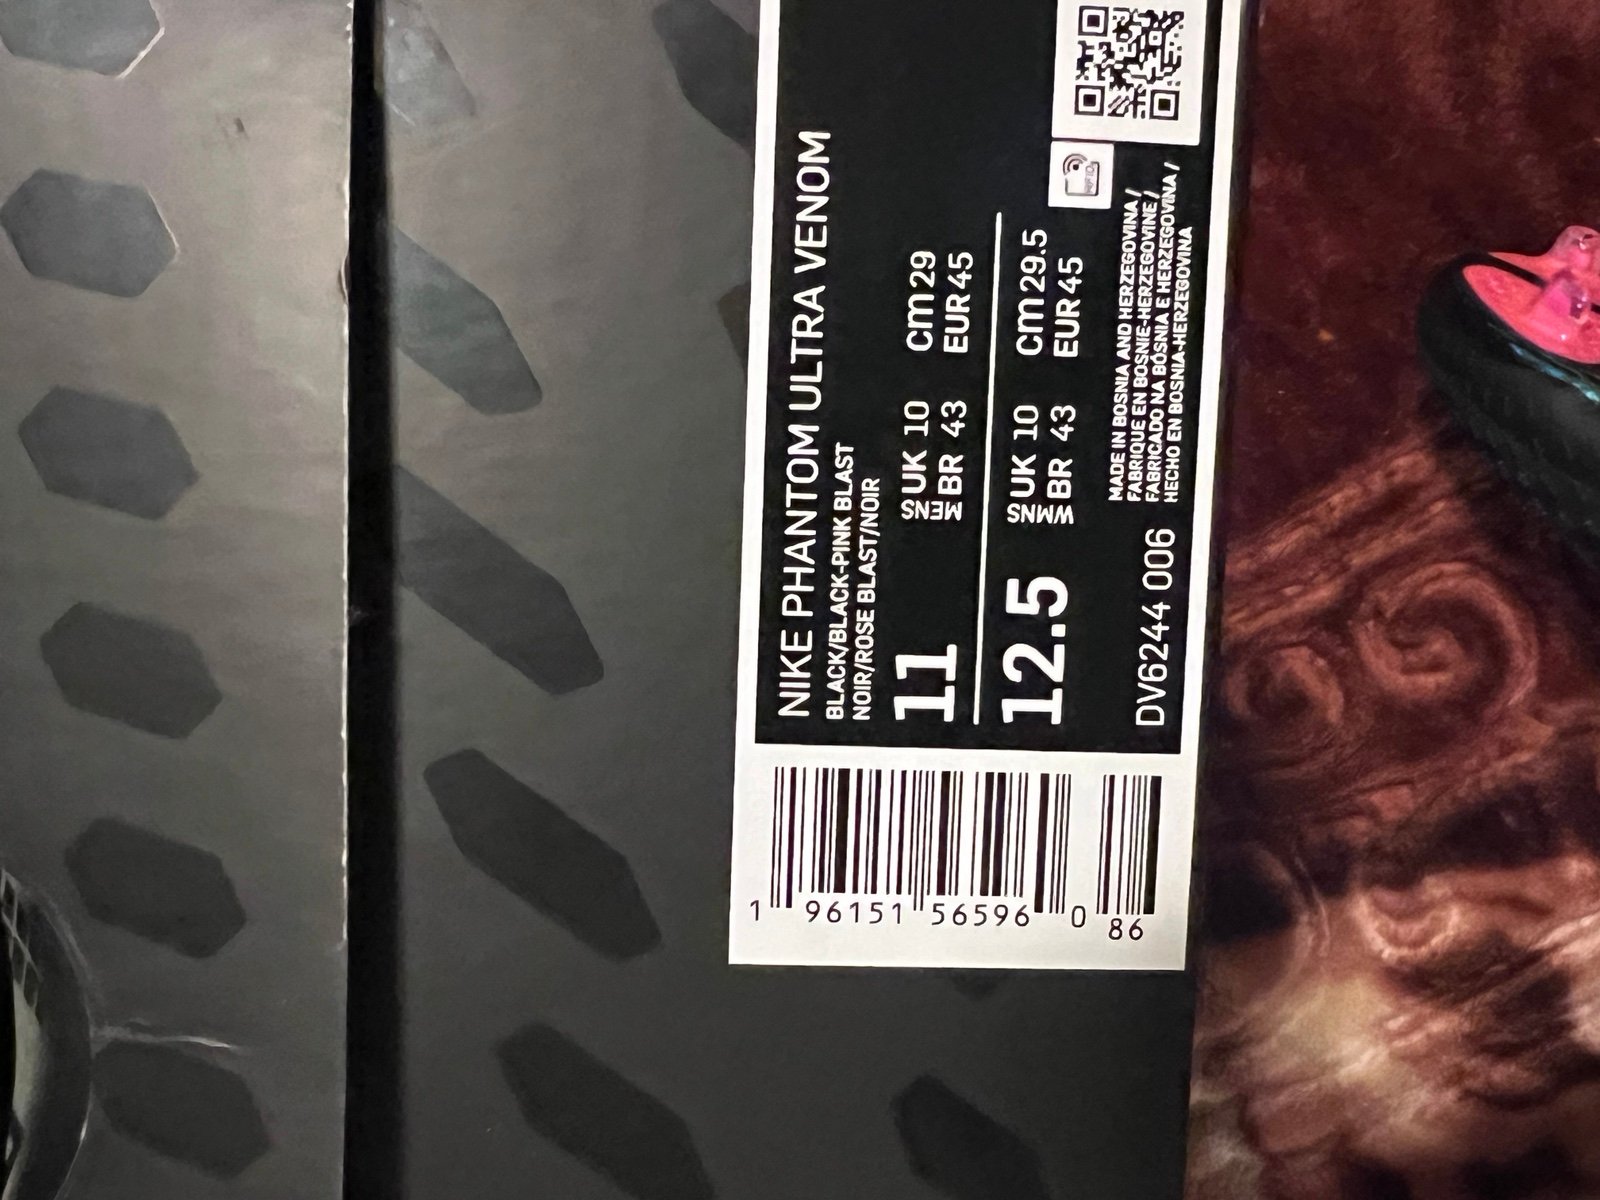 NIKE PHANTOM ULTRA VENOM
BLACK/BLACK-PINK BLAST
NOIR/ROSE BLAST/NOIR
11
MENS
UK 10
cm 29
BR 43
EUR 45
12.5
WMNS
UK 10
cm 29.5
BR 43
EUR 45
DV6244 006
MADE IN BOSNIA AND HERZEGOVINA /
FABRIQUE EN BOSNIE-HERZEGOVINE /
FABRICADO NA BÓSNIA E HERZEGOVINA /
HECHO EN BOSNIA-HERZEGOVINA
1 96151 56596 0 86